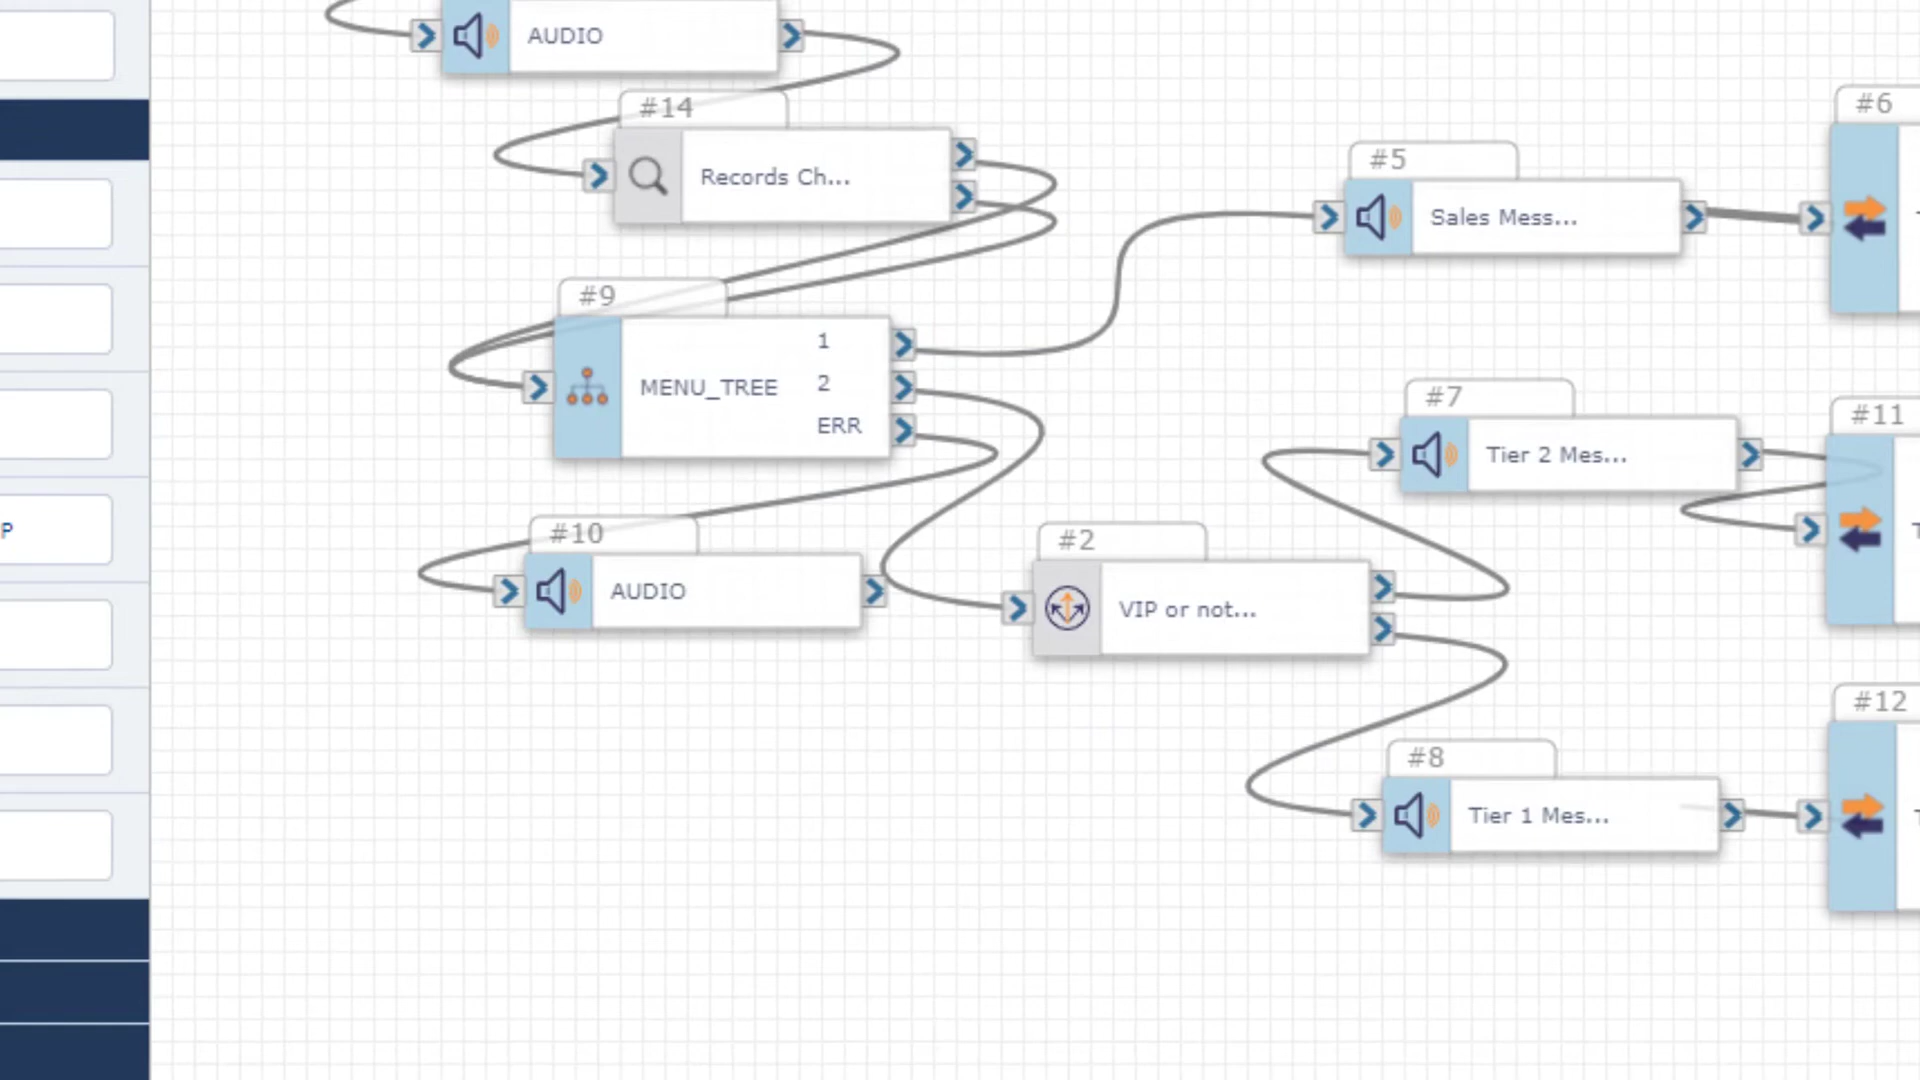 AUDIO
#14
Records Ch...
#6
#5
Sales Mess...
#9
1
MENU_TREE
2
ERR
#7
Tier 2 Mes...
#11
P
#10
AUDIO
#2
VIP or not...
#12
#8
Tier 1 Mes...